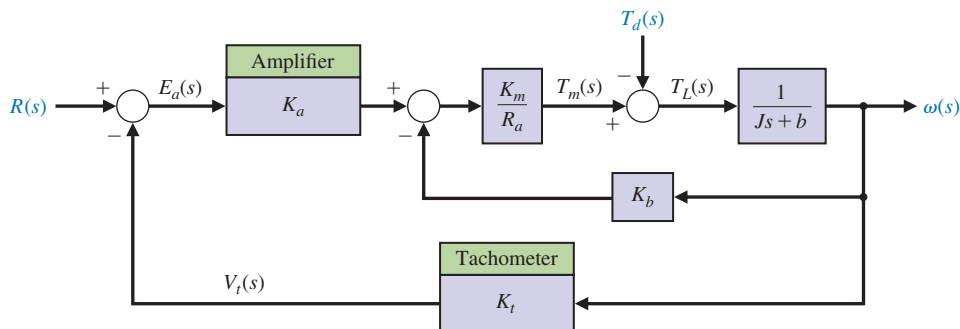 T_d(s)
Amplifier
R(s)
+
−
E_a(s)
K_a
+
−
K_m
R_a
T_m(s)
−
+
T_L(s)
1
Js + b
ω(s)
K_b
Tachometer
V_t(s)
K_t